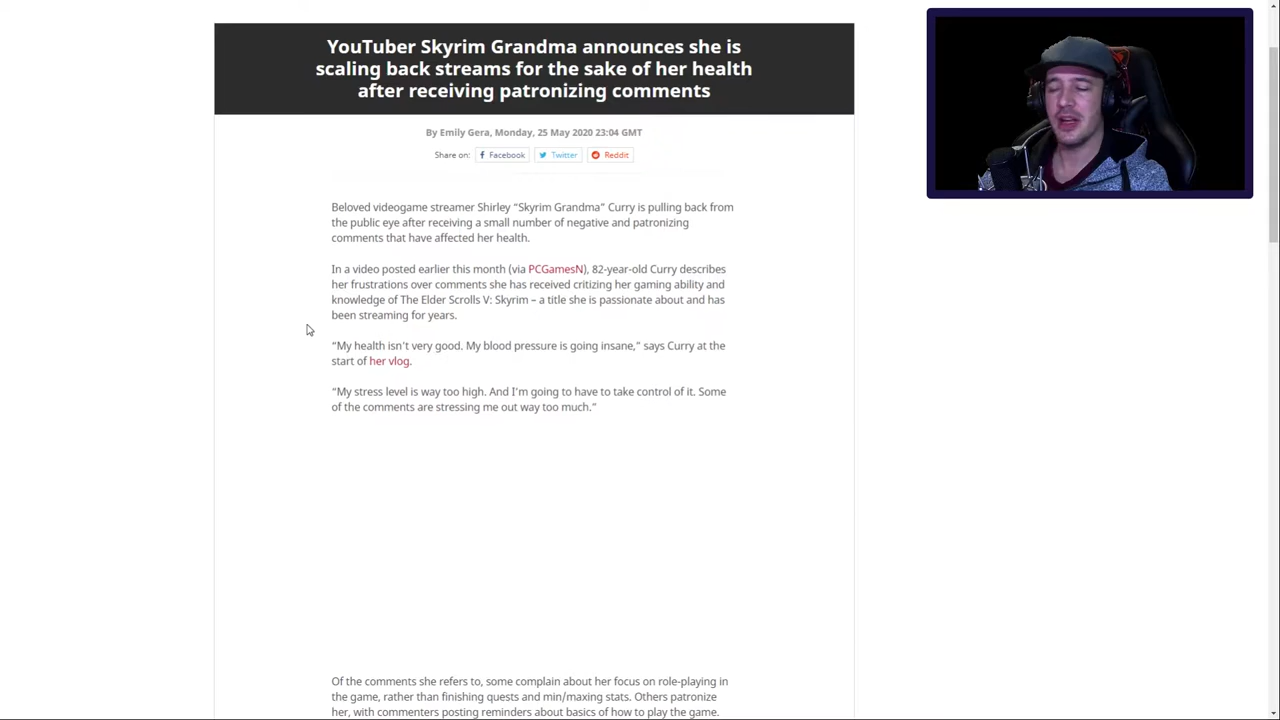 YouTuber Skyrim Grandma announces she is
scaling back streams for the sake of her health
after receiving patronizing comments
By Emily Gera, Monday, 25 May 2020 23:04 GMT
Share on: Facebook Twitter Reddit
Beloved videogame streamer Shirley “Skyrim Grandma” Curry is pulling back from
the public eye after receiving a small number of negative and patronizing
comments that have affected her health.
In a video posted earlier this month (via PCGamesN), 82-year-old Curry describes
her frustrations over comments she has received critizing her gaming ability and
knowledge of The Elder Scrolls V: Skyrim – a title she is passionate about and has
been streaming for years.
“My health isn't very good. My blood pressure is going insane,” says Curry at the
start of her vlog.
“My stress level is way too high. And I'm going to have to take control of it. Some
of the comments are stressing me out way too much.”
Of the comments she refers to, some complain about her focus on role-playing in
the game, rather than finishing quests and min/maxing stats. Others patronize
her, with commenters posting reminders about basics of how to play the game.